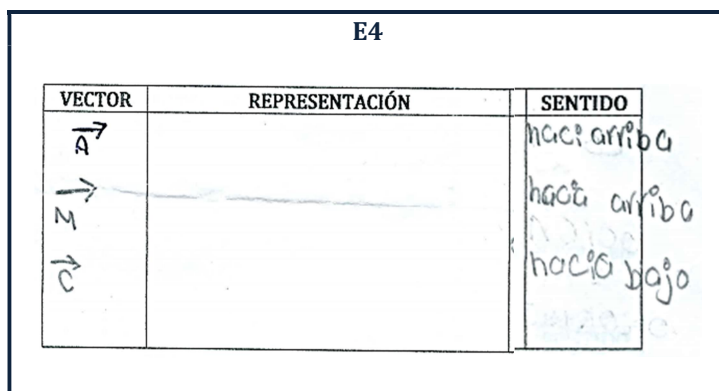 E4
VECTOR REPRESENTACIÓN SENTIDO
A haci arriba
M hacia arriba
C hacia bajo